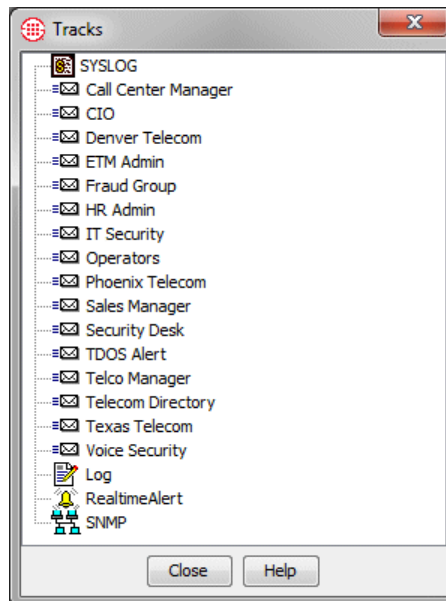 Tracks
SYSLOG
Call Center Manager
CIO
Denver Telecom
ETM Admin
Fraud Group
HR Admin
IT Security
Operators
Phoenix Telecom
Sales Manager
Security Desk
TDOS Alert
Telco Manager
Telecom Directory
Texas Telecom
Voice Security
Log
RealtimeAlert
SNMP
Close Help